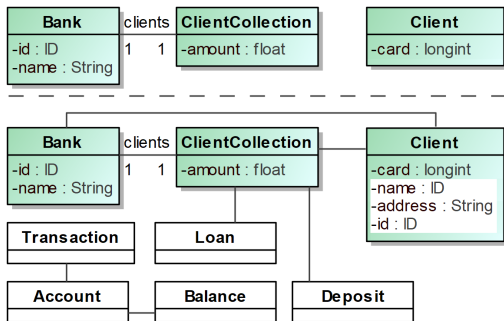 Bank clients ClientCollection Client
-id : ID 1 1 -amount : float -card : longint
-name : String
Bank clients ClientCollection Client
-id : ID 1 1 -amount : float -card : longint
-name : String -name : ID
-address : String
-id : ID
Transaction Loan
Account Balance Deposit